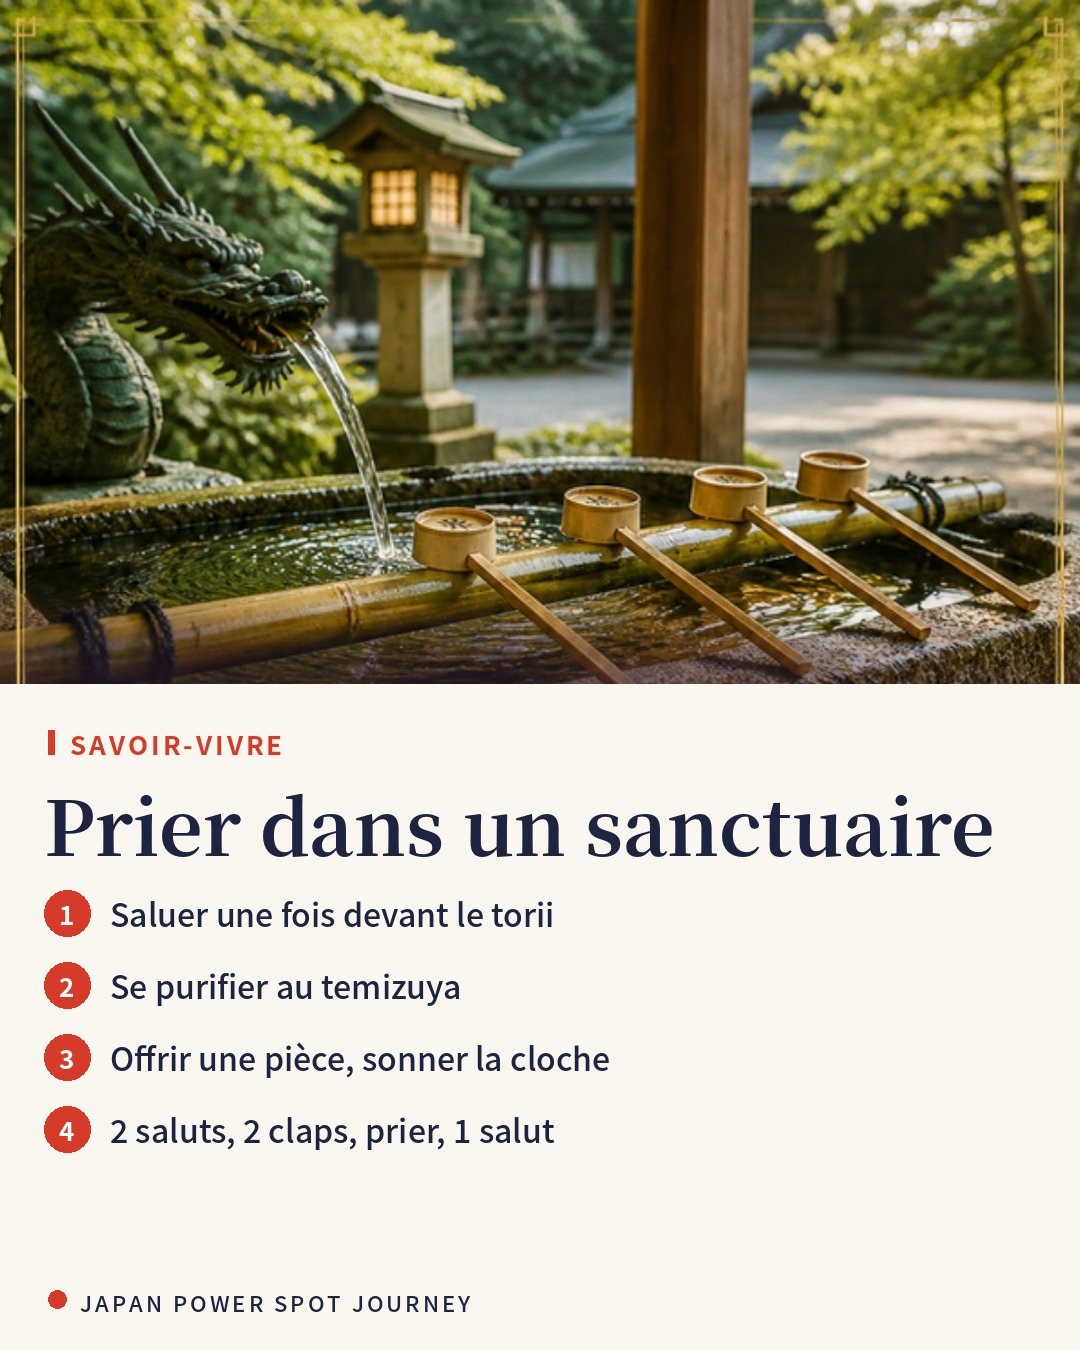 SAVOIR-VIVRE
Prier dans un sanctuaire
1 Saluer une fois devant le torii
2 Se purifier au temizuya
3 Offrir une pièce, sonner la cloche
4 2 saluts, 2 claps, prier, 1 salut
JAPAN POWER SPOT JOURNEY